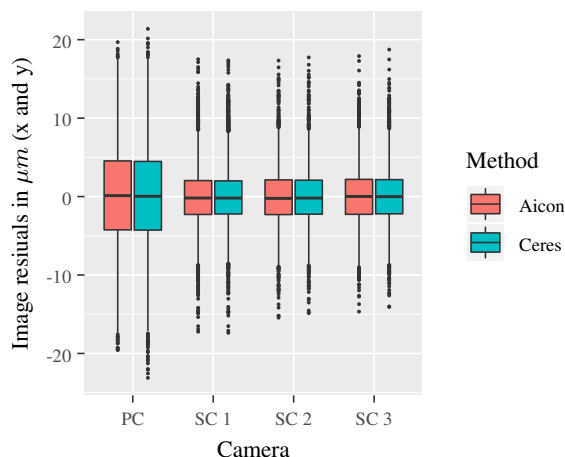 Image resiuals in μm (x and y)
20
10
0
-10
-20
PC SC 1 SC 2 SC 3
Camera
Method
Aicon
Ceres